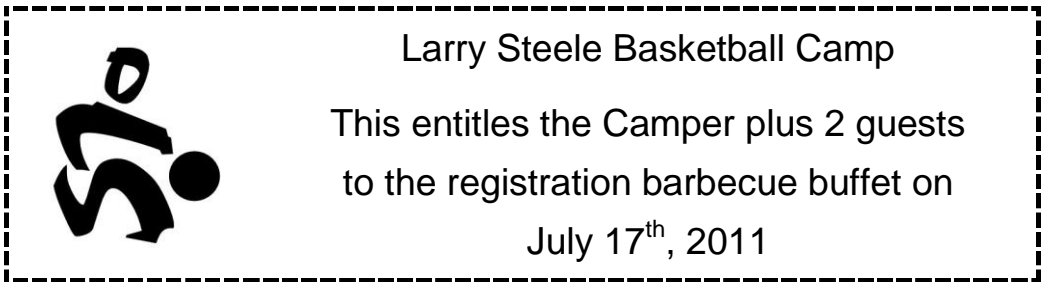 Larry Steele Basketball Camp
This entitles the Camper plus 2 guests
to the registration barbecue buffet on
July 17th, 2011